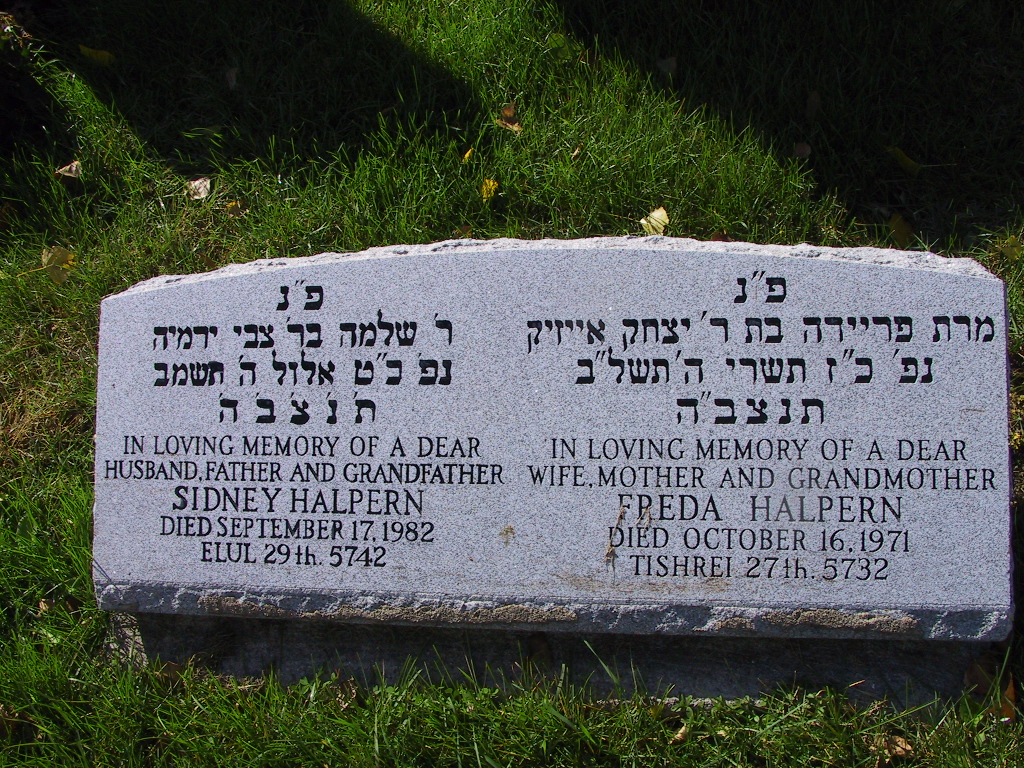 פ"נ
ר' שלמה בר' צבי ידמיה
נפ' כ"ט אלול ה' תשמב
ת' נ' צ' ב' ה'
IN LOVING MEMORY OF A DEAR
HUSBAND, FATHER AND GRANDFATHER
SIDNEY HALPERN
DIED SEPTEMBER 17, 1982
ELUL 29th. 5742
פ"נ
מרת פריידה בת ר' יצחק אייזיק
נפ' כ"ז תשרי ה'תשל"ב
תנצב"ה
IN LOVING MEMORY OF A DEAR
WIFE, MOTHER AND GRANDMOTHER
FREDA HALPERN
DIED OCTOBER 16, 1971
TISHREI 27th. 5732